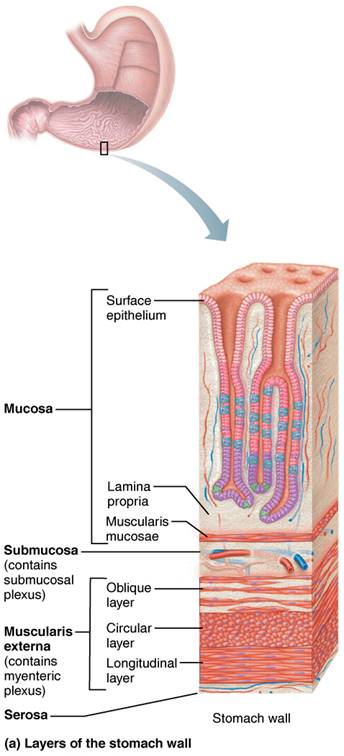 Surface
epithelium
Mucosa
Lamina
propria
Muscularis
mucosae
Submucosa
(contains
submucosal
plexus)
Oblique
layer
Muscularis
externa
(contains
myenteric
plexus)
Circular
layer
Longitudinal
layer
Serosa
Stomach wall
(a) Layers of the stomach wall